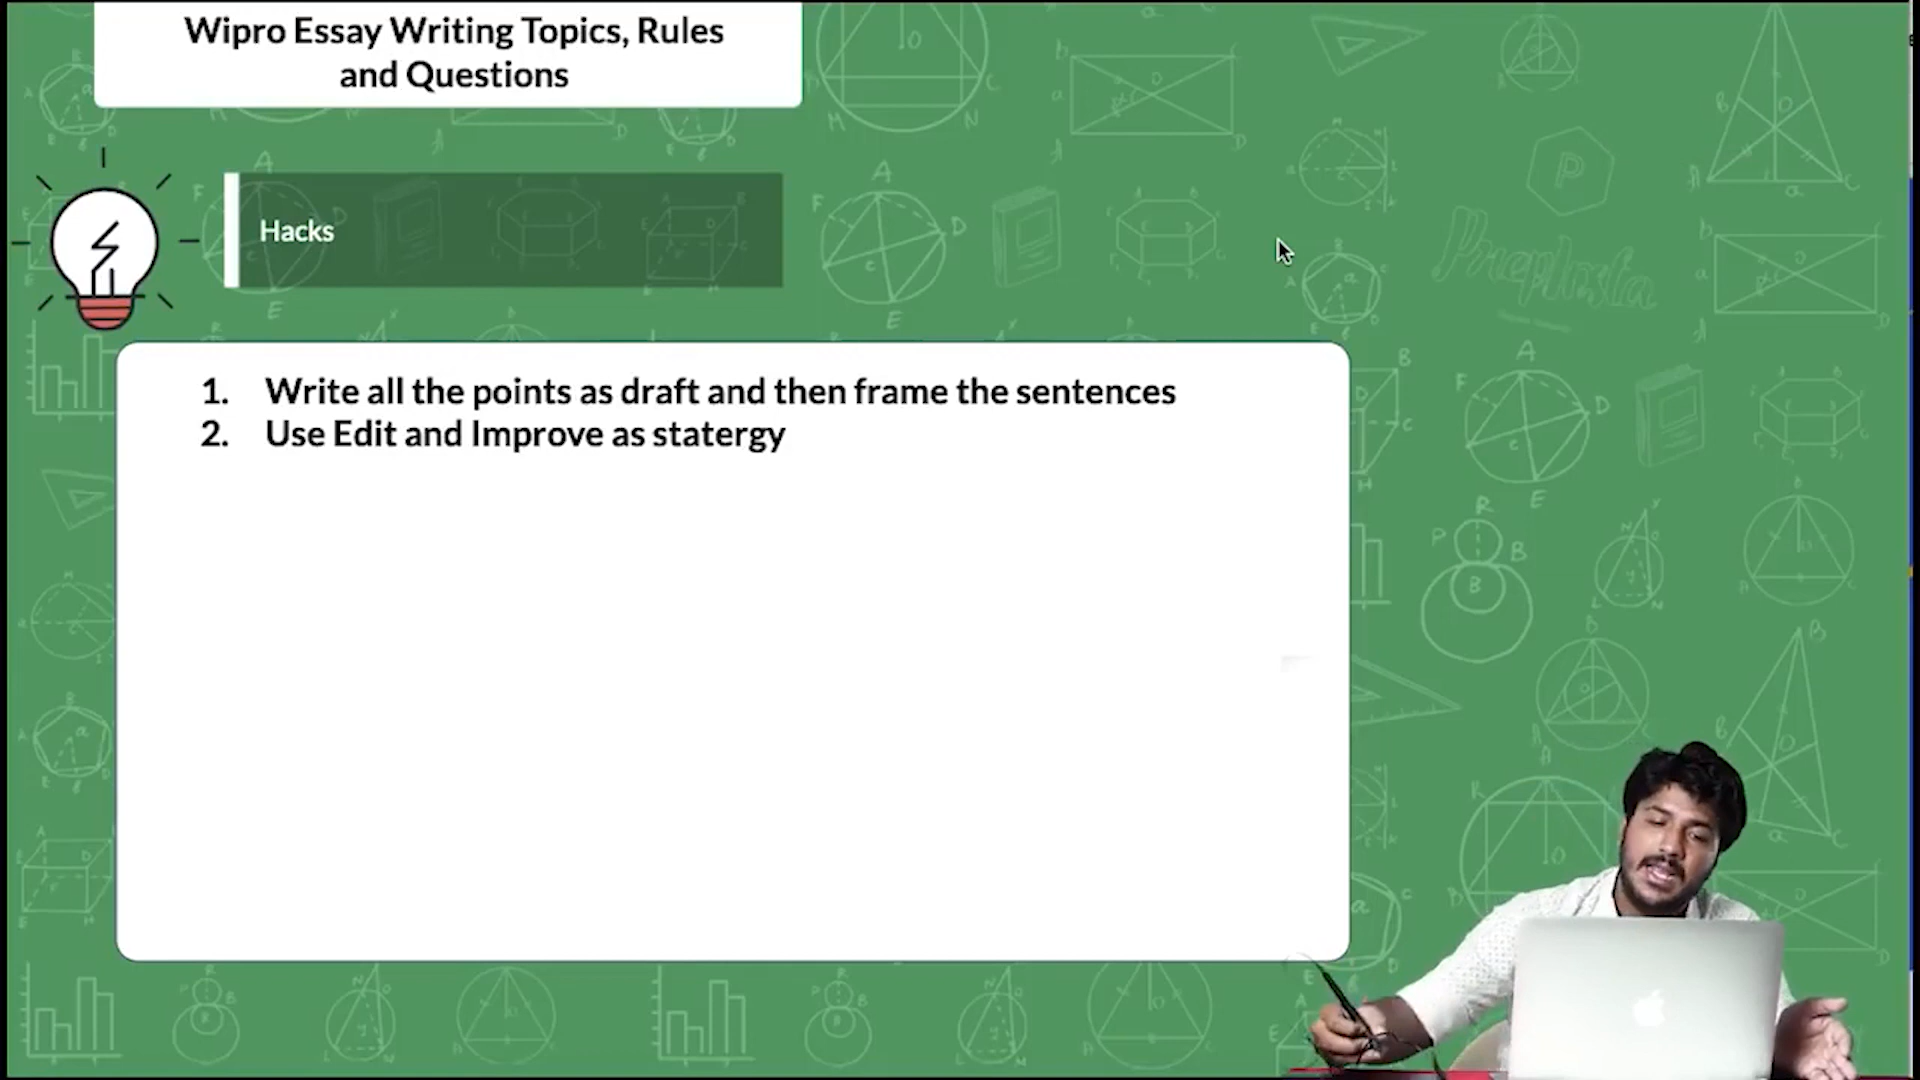 Wipro Essay Writing Topics, Rules
and Questions
Hacks
1. Write all the points as draft and then frame the sentences
2. Use Edit and Improve as statergy
PrepInsta